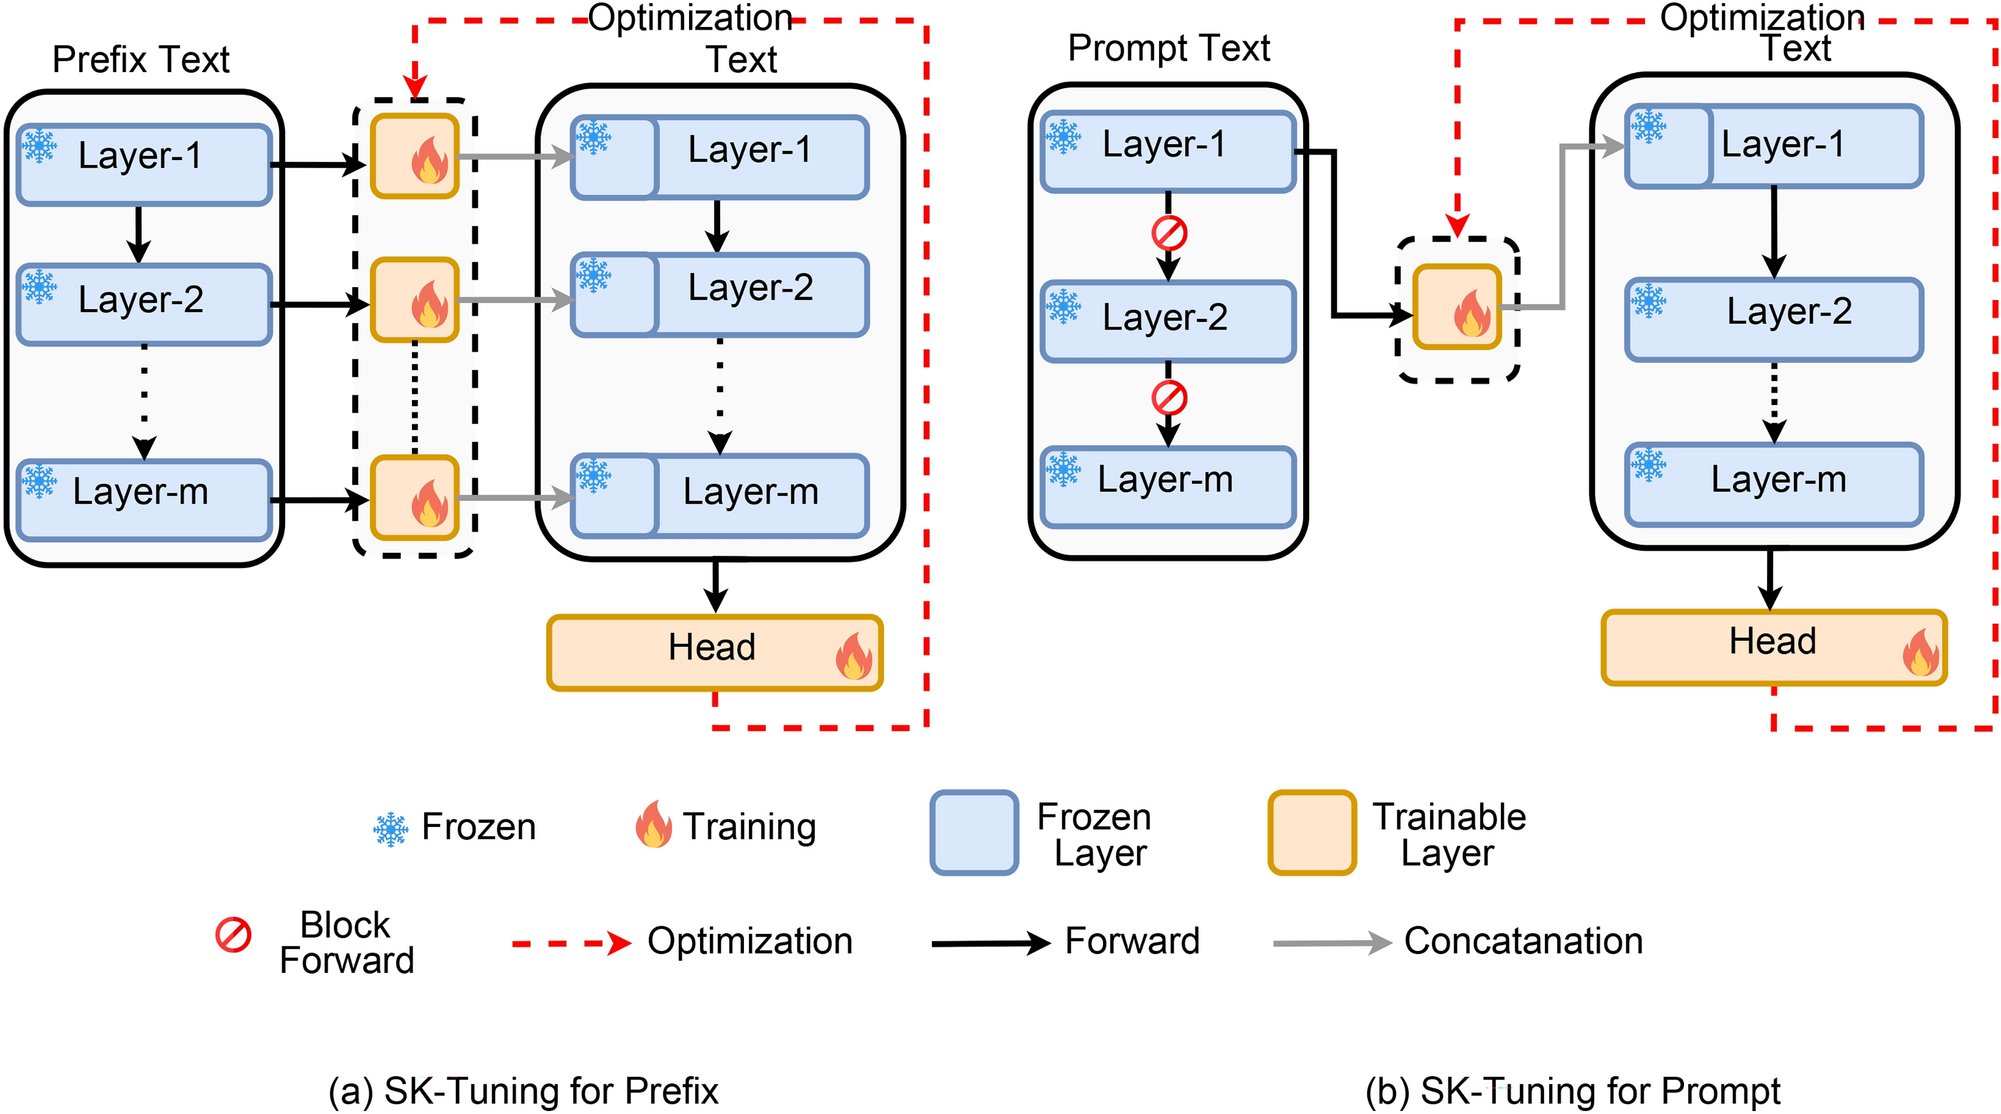 Optimization
Prefix Text
Text
Layer-1
Layer-2
Layer-m
Layer-1
Layer-2
Layer-m
Head
Optimization
Prompt Text
Text
Layer-1
Layer-2
Layer-m
Layer-1
Layer-2
Layer-m
Head
Frozen
Training
Frozen
Layer
Trainable
Layer
Block
Forward
Optimization
Forward
Concatanation
(a) SK-Tuning for Prefix
(b) SK-Tuning for Prompt